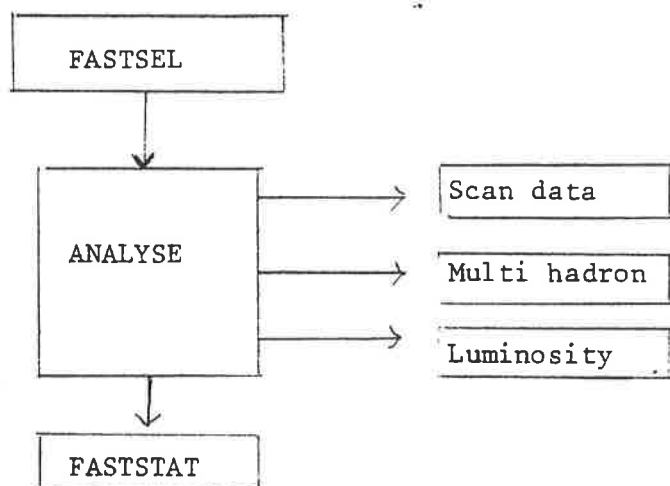 FASTSEL
ANALYSE
Scan data
Multi hadron
Luminosity
FASTSTAT